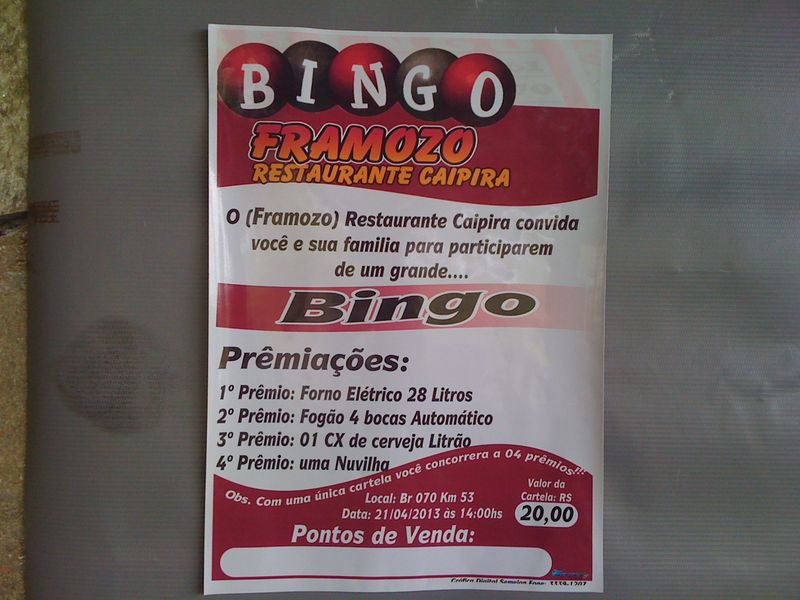 BINGO
FRAMOZO
RESTAURANTE CAIPIRA
O (Framozo) Restaurante Caipira convida
você e sua familia para participarem
de um grande....
Bingo
Prêmiações:
1º Prêmio: Forno Elétrico 28 Litros
2º Prêmio: Fogão 4 bocas Automático
3º Prêmio: 01 CX de cerveja Litrão
4º Prêmio: uma Nuvilha
Obs. Com uma única cartela você concorrera a 04 prêmios!!!
Local: Br 070 Km 53
Data: 21/04/2013 às 14:00hs
Valor da
Cartela: R$
20,00
Pontos de Venda:
Gráfica Digital